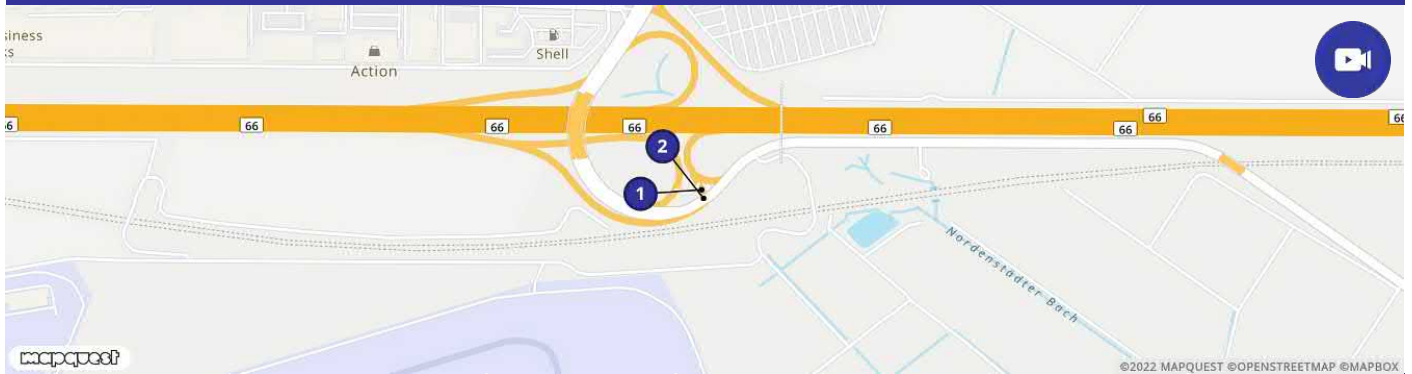 siness
ks
Action
Shell
66
66
66
66
66
66
66
66
2
1
Nordenstädter Bach
mapquest
©2022 MAPQUEST ©OPENSTREETMAP ©MAPBOX